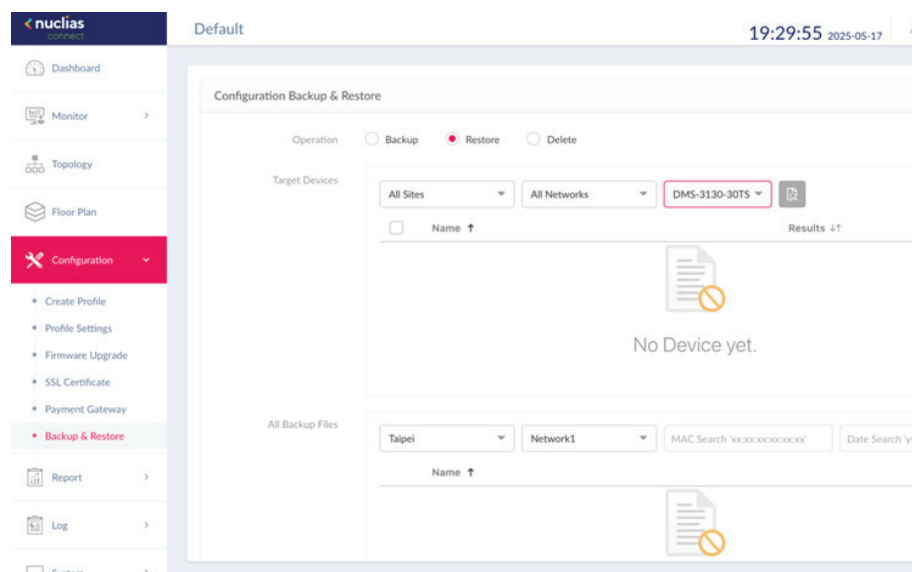 nuclias
connect
Default
19:29:55 2025-05-17
Dashboard
Monitor
Topology
Floor Plan
Configuration
Create Profile
Profile Settings
Firmware Upgrade
SSL Certificate
Payment Gateway
Backup & Restore
Report
Log
Configuration Backup & Restore
Operation
Backup Restore Delete
Target Devices
All Sites All Networks DMS-3130-30TS
Name ↑ Results ↓↑
No Device yet.
All Backup Files
Taipei Network1 MAC Search 'xx:xx:xx:xx:xx:xx' Date Search
Name ↑